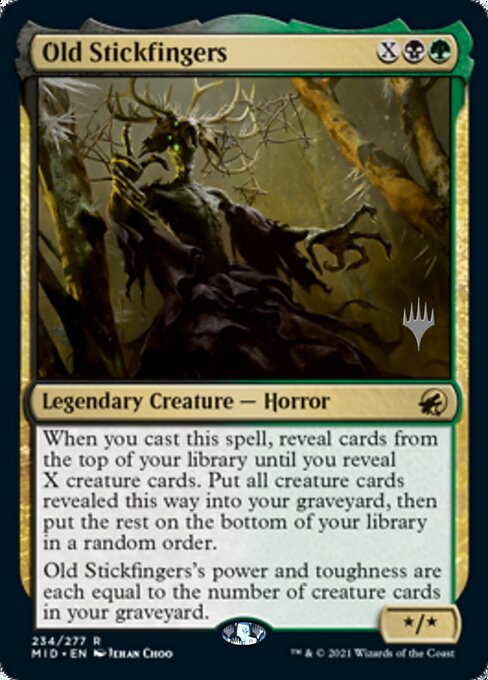 Old Stickfingers X
Legendary Creature — Horror
When you cast this spell, reveal cards from
the top of your library until you reveal
X creature cards. Put all creature cards
revealed this way into your graveyard, then
put the rest on the bottom of your library
in a random order.
Old Stickfingers's power and toughness are
each equal to the number of creature cards
in your graveyard.
*/*
234/277 R
MID • EN Jehan Choo
™ & © 2021 Wizards of the Coast